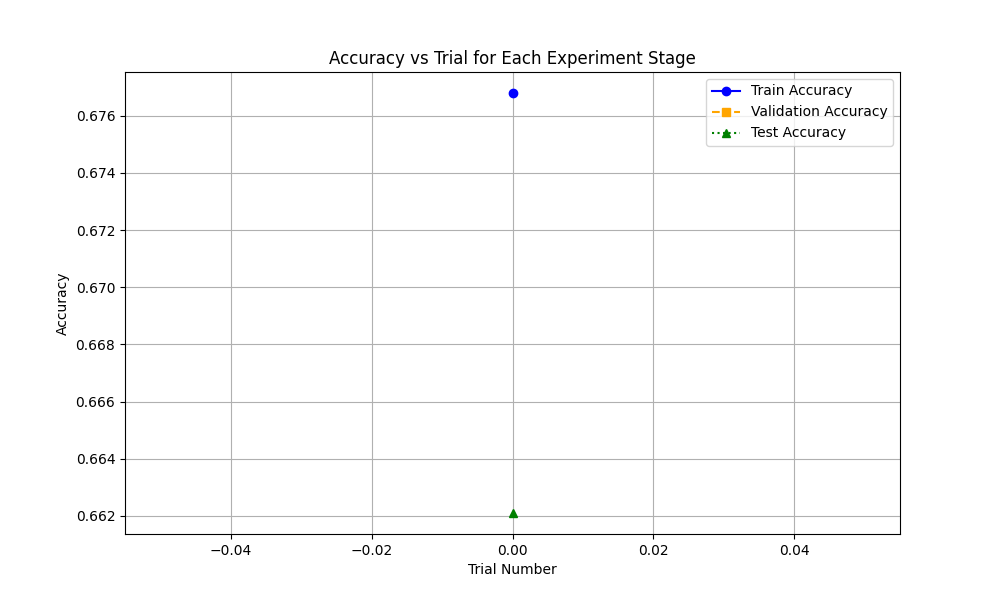 Accuracy vs Trial for Each Experiment Stage
Train Accuracy
Validation Accuracy
Test Accuracy
Accuracy
0.676
0.674
0.672
0.670
0.668
0.666
0.664
0.662
−0.04
−0.02
0.00
0.02
0.04
Trial Number